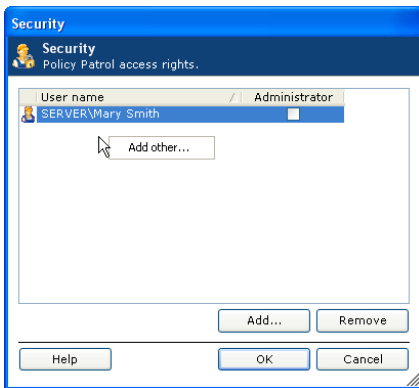 Security
Security
Policy Patrol access rights.
User name / Administrator
SERVER\Mary Smith
Add other...
Add... Remove
Help OK Cancel